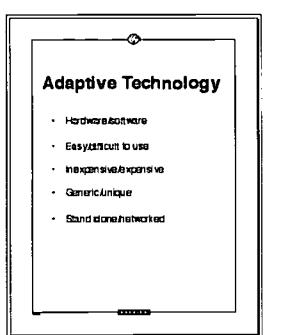 Adaptive Technology
· Hardware/software
· Easy/difficult to use
· Inexpensive/expensive
· Generic/unique
· Stand alone/networked